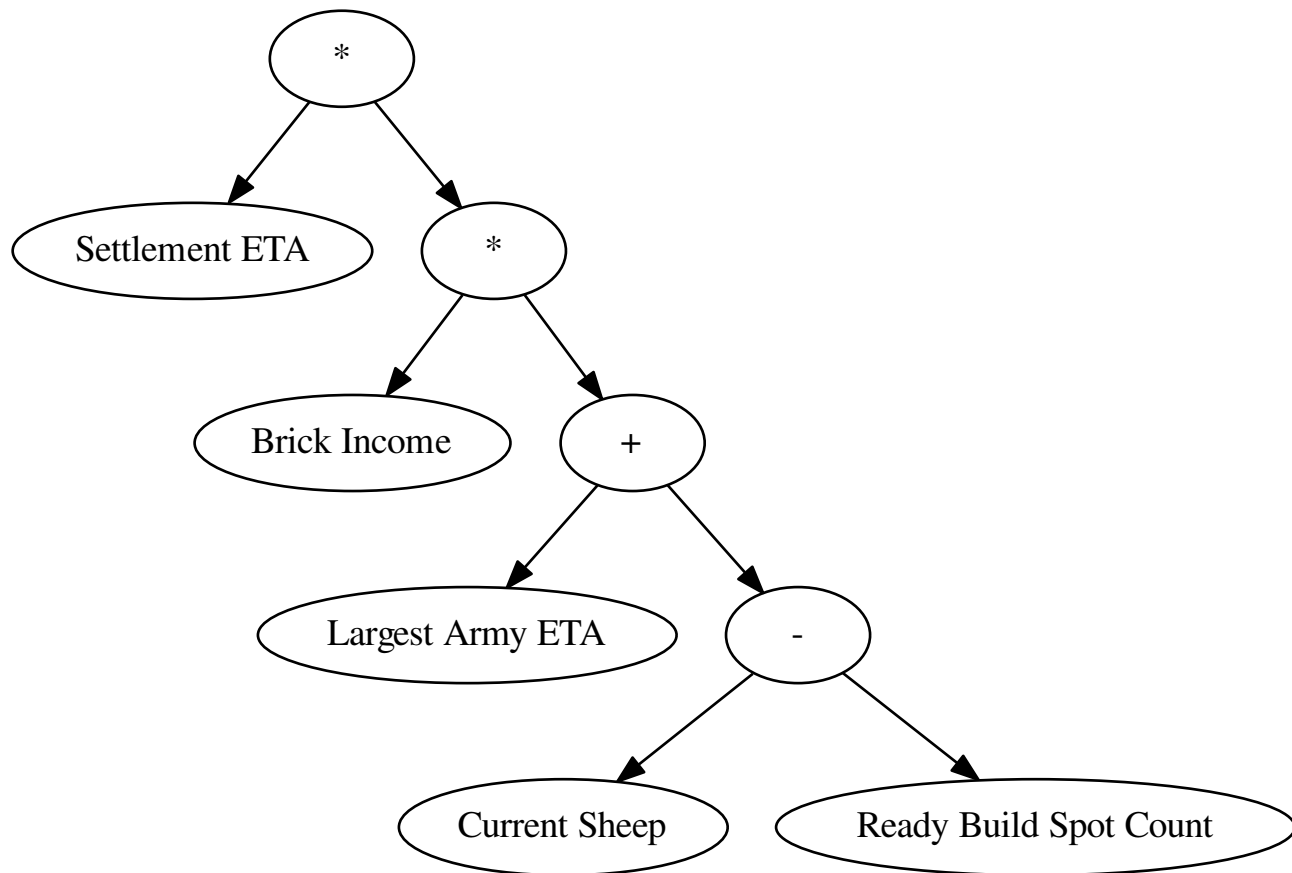 *
Settlement ETA
*
Brick Income
+
Largest Army ETA
-
Current Sheep
Ready Build Spot Count